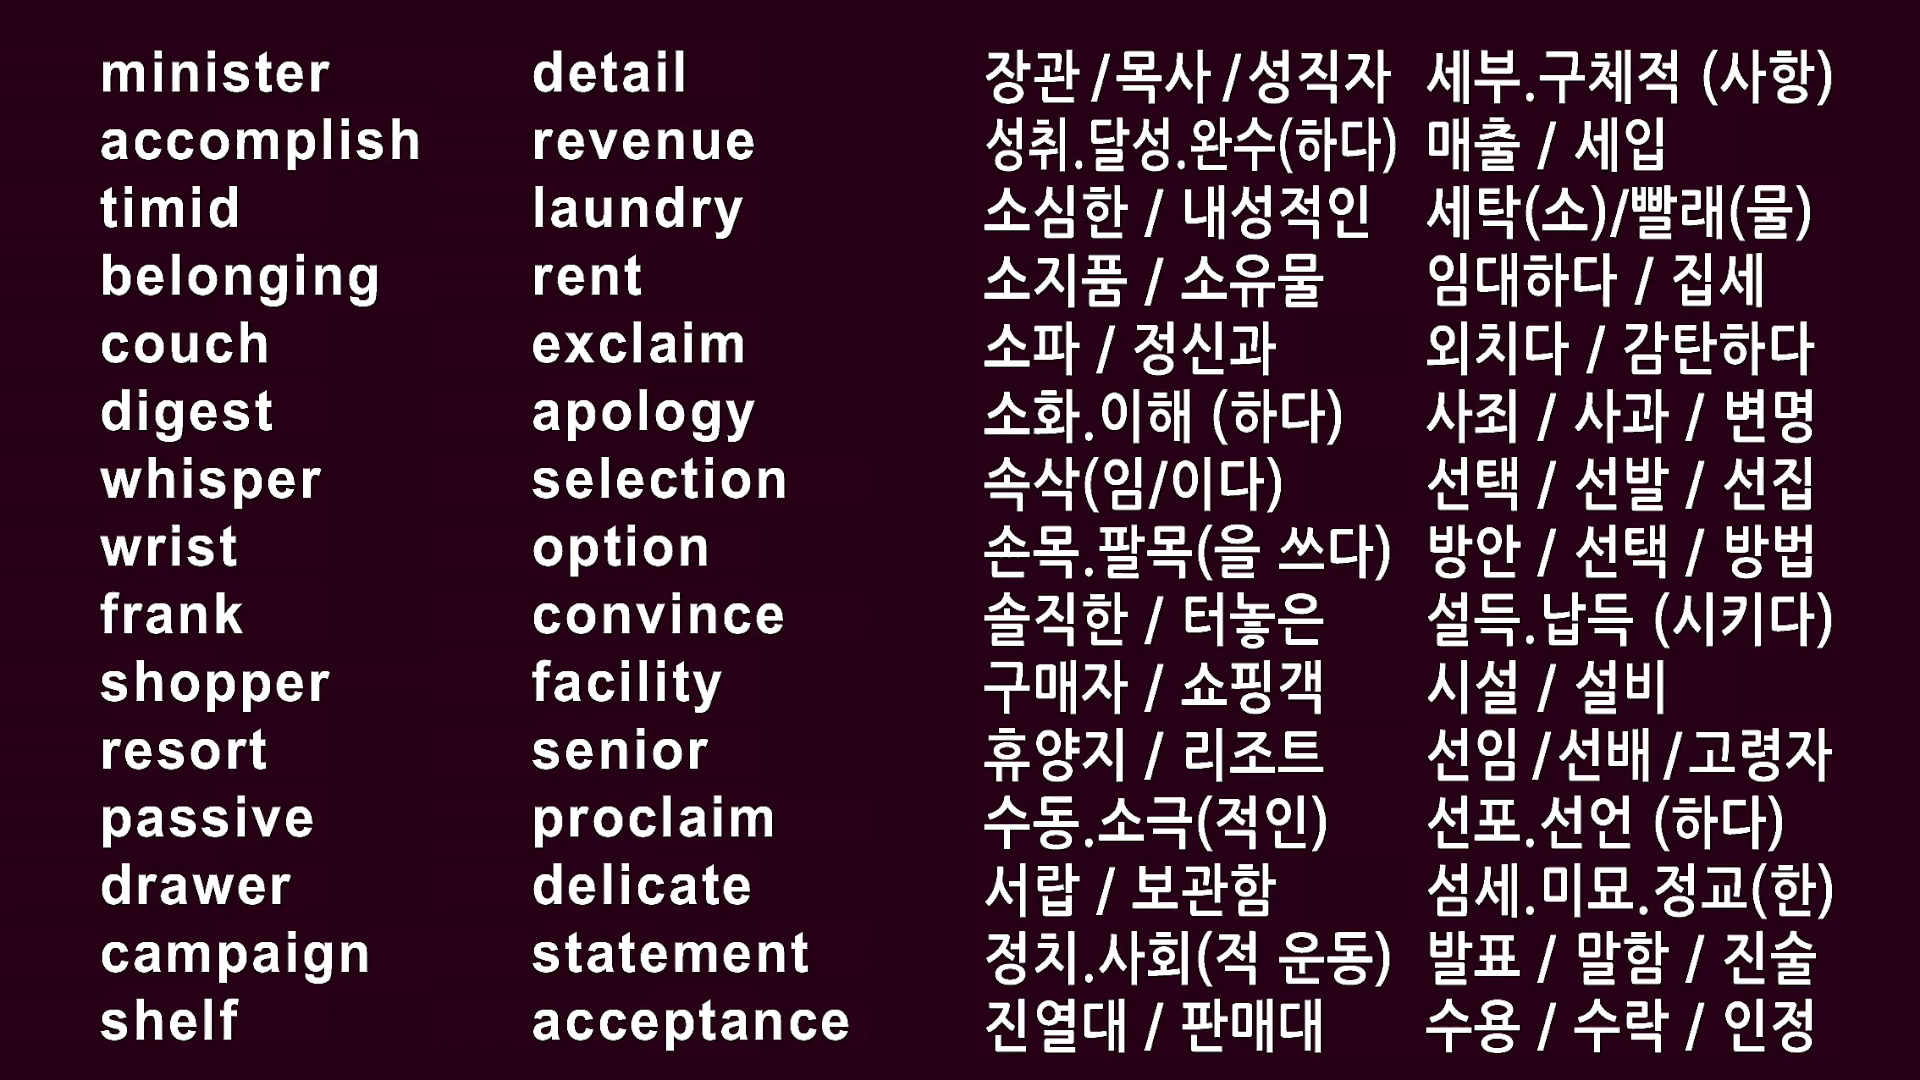 minister detail 장관 / 목사 / 성직자 세부.구체적 (사항)
accomplish revenue 성취.달성.완수(하다) 매출 / 세입
timid laundry 소심한 / 내성적인 세탁(소)/빨래(물)
belonging rent 소지품 / 소유물 임대하다 / 집세
couch exclaim 소파 / 정신과 외치다 / 감탄하다
digest apology 소화.이해 (하다) 사죄 / 사과 / 변명
whisper selection 속삭(임/이다) 선택 / 선발 / 선집
wrist option 손목.팔목(을 쓰다) 방안 / 선택 / 방법
frank convince 솔직한 / 터놓은 설득.납득 (시키다)
shopper facility 구매자 / 쇼핑객 시설 / 설비
resort senior 휴양지 / 리조트 선임 / 선배 / 고령자
passive proclaim 수동.소극(적인) 선포.선언 (하다)
drawer delicate 서랍 / 보관함 섬세.미묘.정교(한)
campaign statement 정치.사회(적 운동) 발표 / 말함 / 진술
shelf acceptance 진열대 / 판매대 수용 / 수락 / 인정